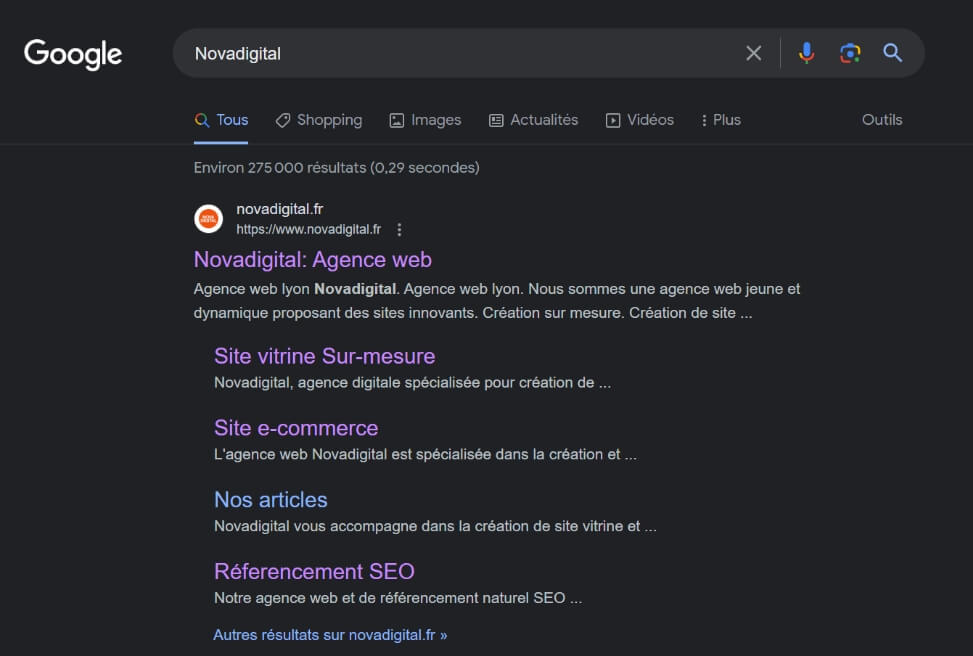 Google
Novadigital
Tous
Shopping
Images
Actualités
Vidéos
Plus
Outils
Environ 275 000 résultats (0,29 secondes)
NOVA
DIGITAL
novadigital.fr
https://www.novadigital.fr
Novadigital: Agence web
Agence web lyon Novadigital. Agence web lyon. Nous sommes une agence web jeune et
dynamique proposant des sites innovants. Création sur mesure. Création de site ...
Site vitrine Sur-mesure
Novadigital, agence digitale spécialisée pour création de ...
Site e-commerce
L'agence web Novadigital est spécialisée dans la création et ...
Nos articles
Novadigital vous accompagne dans la création de site vitrine et ...
Réferencement SEO
Notre agence web et de référencement naturel SEO ...
Autres résultats sur novadigital.fr »